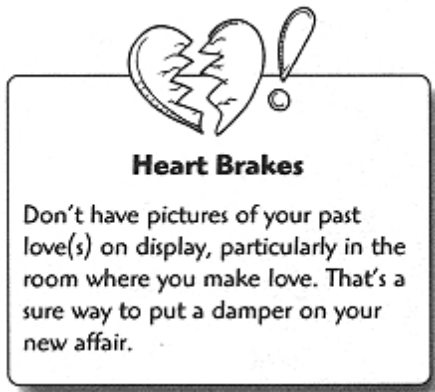 Heart Brakes
Don't have pictures of your past
love(s) on display, particularly in the
room where you make love. That's a
sure way to put a damper on your
new affair.